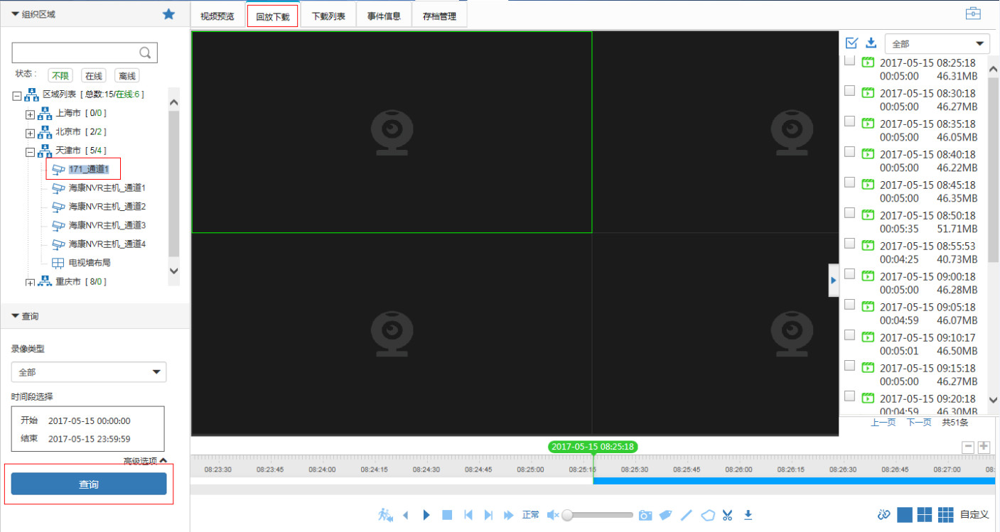 组织区域
视频预览 回放下载 下载列表 事件信息 存档管理
状态：
不限 在线 离线
区域列表 [ 总数:15/在线:6 ]
上海市 [ 0/0 ]
北京市 [ 2/2 ]
天津市 [ 5/4 ]
171_通道1
海康NVR主机_通道1
海康NVR主机_通道2
海康NVR主机_通道3
海康NVR主机_通道4
电视墙布局
重庆市 [ 8/0 ]
查询
录像类型
全部
时间段选择
开始 2017-05-15 00:00:00
结束 2017-05-15 23:59:59
高级选项
查询
全部
2017-05-15 08:25:18
00:05:00 46.31MB
2017-05-15 08:30:18
00:05:00 46.27MB
2017-05-15 08:35:18
00:05:00 46.05MB
2017-05-15 08:40:18
00:05:00 46.22MB
2017-05-15 08:45:18
00:05:00 46.35MB
2017-05-15 08:50:18
00:05:35 51.71MB
2017-05-15 08:55:53
00:04:25 40.73MB
2017-05-15 09:00:18
00:05:00 46.28MB
2017-05-15 09:05:18
00:04:59 46.07MB
2017-05-15 09:10:17
00:05:01 46.50MB
2017-05-15 09:15:18
00:05:00 46.27MB
2017-05-15 09:20:18
00:04:59 46.30MB
上一页 下一页 共51条
2017-05-15 08:25:18
08:23:30 08:23:45 08:24:00 08:24:15 08:24:30 08:24:45 08:25:00 08:25:15 08:25:30 08:25:45 08:26:00 08:26:15 08:26:30 08:26:45 08:27:00 08:
正常
自定义